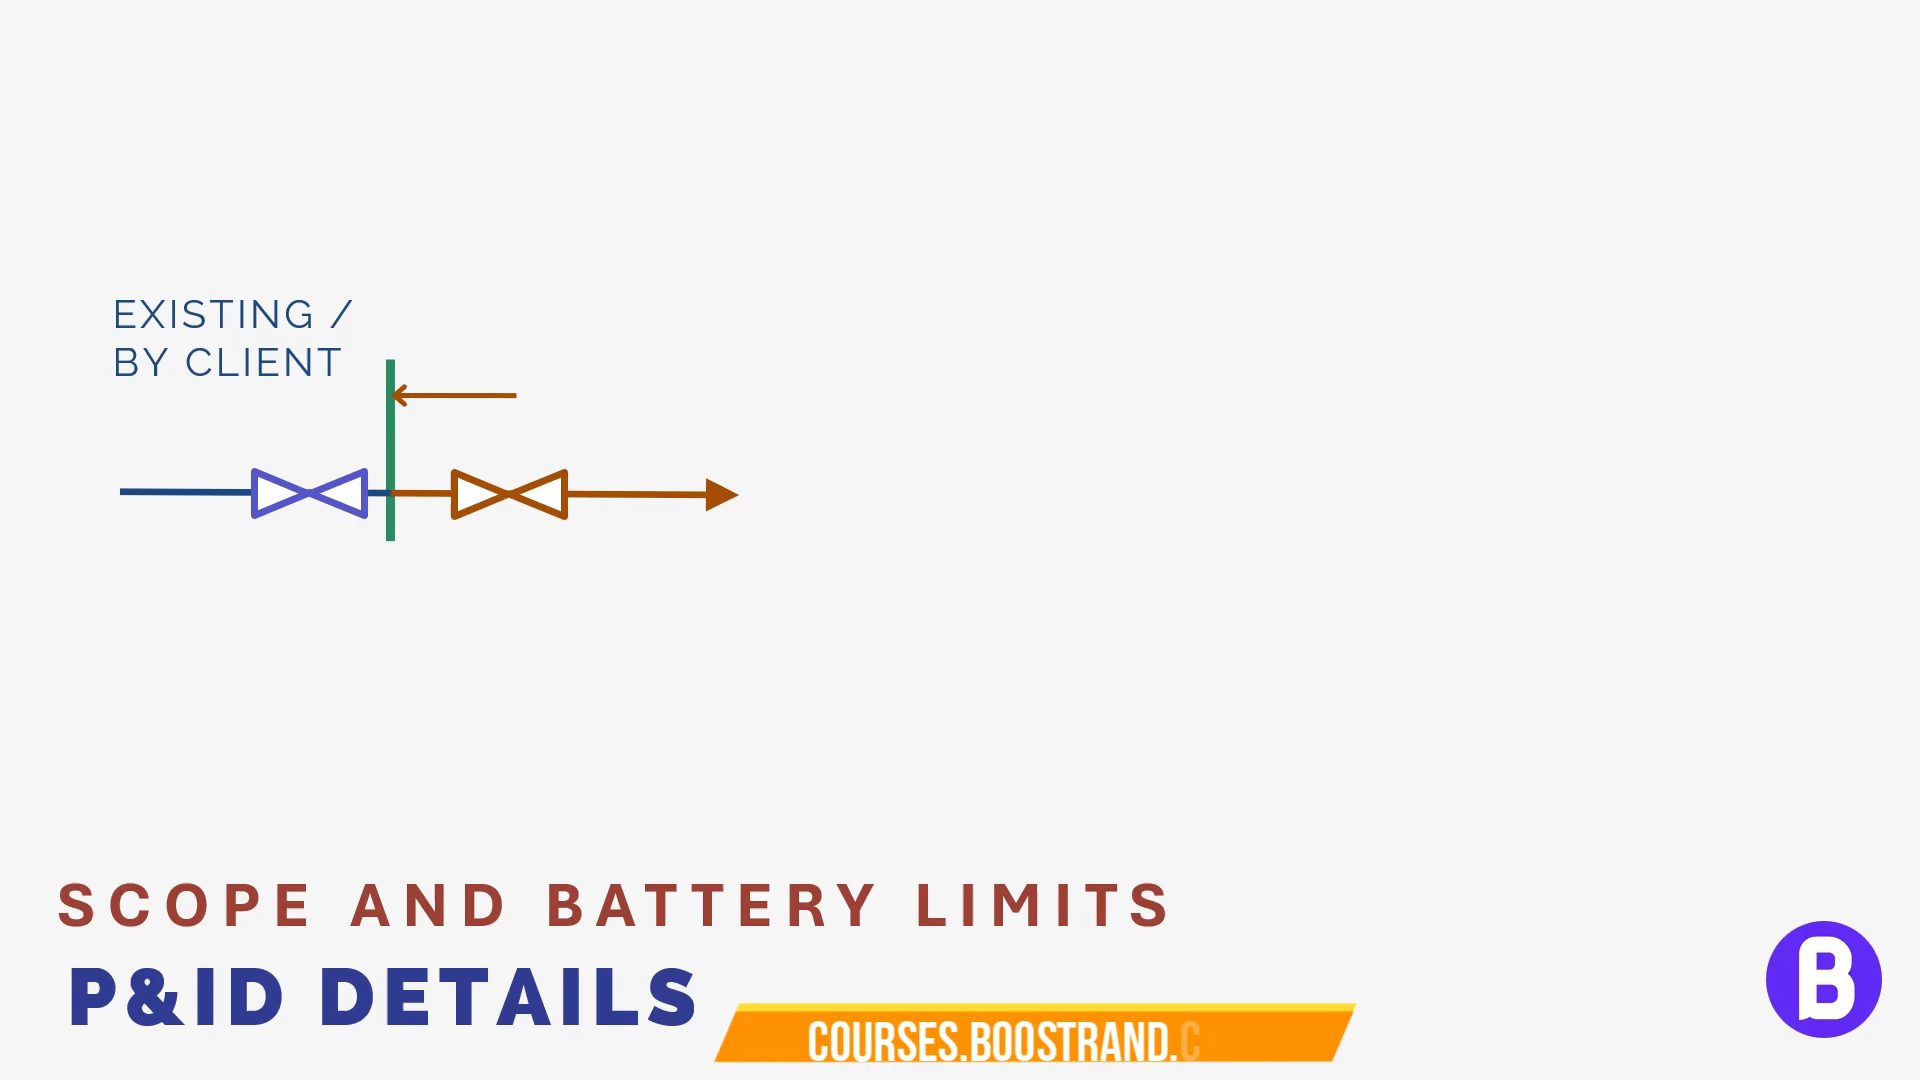 EXISTING /
BY CLIENT
SCOPE AND BATTERY LIMITS
P&ID DETAILS
COURSES.BOOSTRAND.C
B